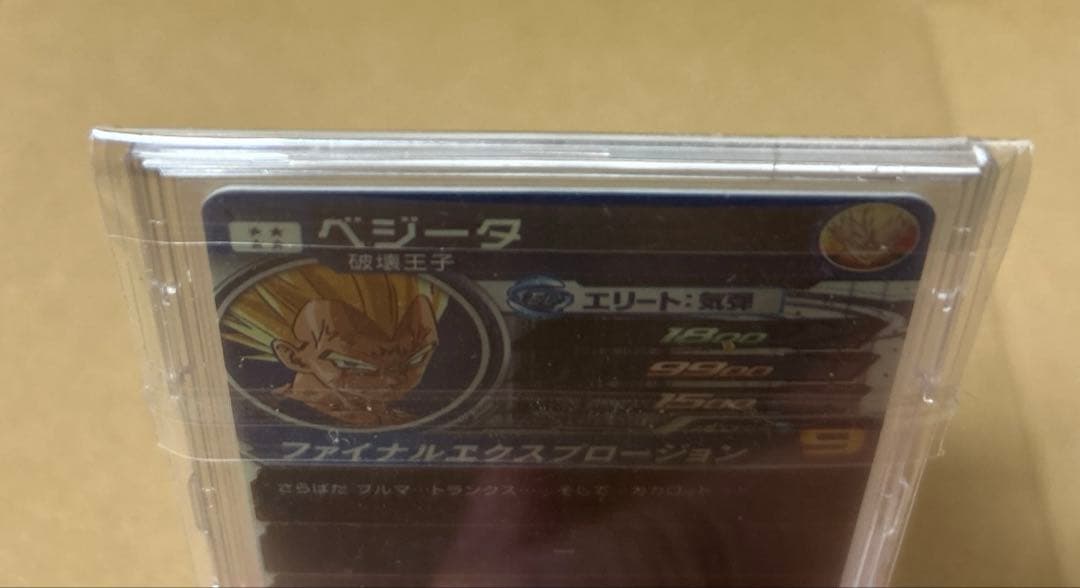 ベジータ
破壊王子
エリート:気弾
1800
9900
1500
9
ファイナルエクスプロージョン
さらばだ ブルマ…トランクス… そして カカロット